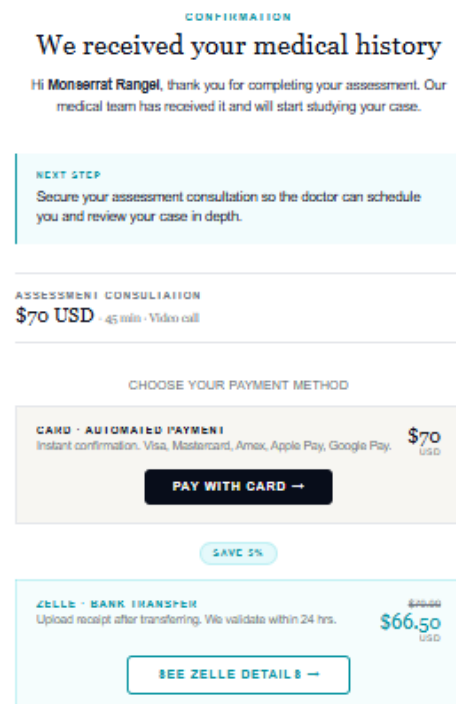 CONFIRMATION
We received your medical history
Hi Monserrat Rangel, thank you for completing your assessment. Our
medical team has received it and will start studying your case.
NEXT STEP
Secure your assessment consultation so the doctor can schedule
you and review your case in depth.
ASSESSMENT CONSULTATION
$70 USD · 45 min · Video call
CHOOSE YOUR PAYMENT METHOD
CARD · AUTOMATED PAYMENT
Instant confirmation. Visa, Mastercard, Amex, Apple Pay, Google Pay.
$70
USD
PAY WITH CARD →
SAVE 5%
ZELLE · BANK TRANSFER
Upload receipt after transferring. We validate within 24 hrs.
$70.00
$66.50
USD
SEE ZELLE DETAILS →